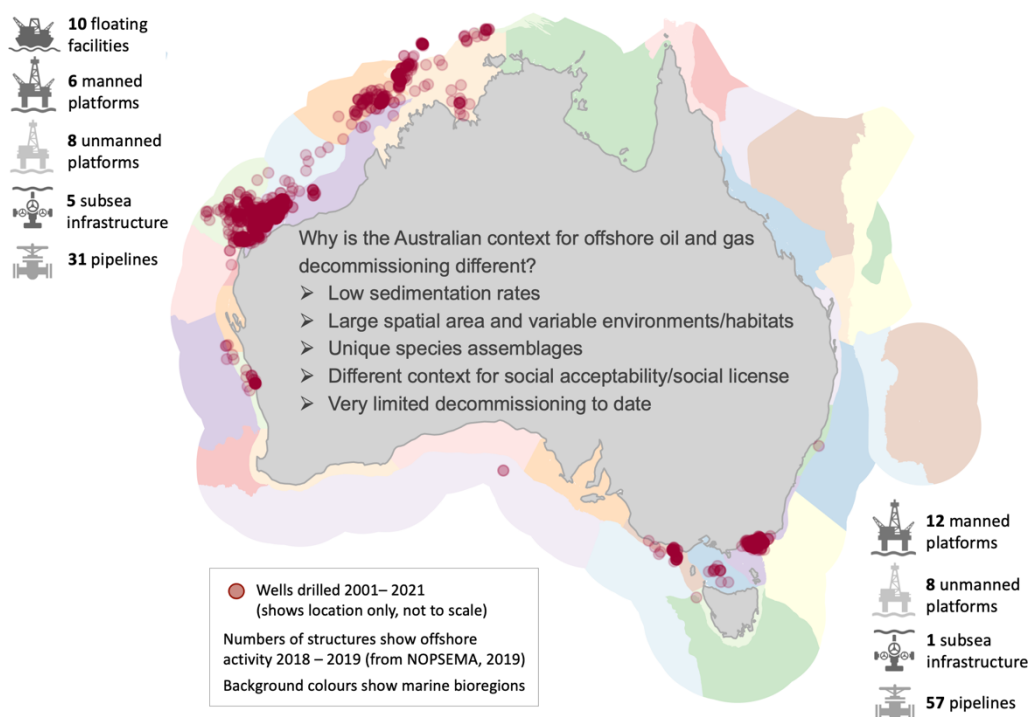 10 floating
facilities
6 manned
platforms
8 unmanned
platforms
5 subsea
infrastructure
31 pipelines
Why is the Australian context for offshore oil and gas
decommissioning different?
➢ Low sedimentation rates
➢ Large spatial area and variable environments/habitats
➢ Unique species assemblages
➢ Different context for social acceptability/social license
➢ Very limited decommissioning to date
12 manned
platforms
8 unmanned
platforms
1 subsea
infrastructure
57 pipelines
Wells drilled 2001– 2021
(shows location only, not to scale)
Numbers of structures show offshore
activity 2018 – 2019 (from NOPSEMA, 2019)
Background colours show marine bioregions